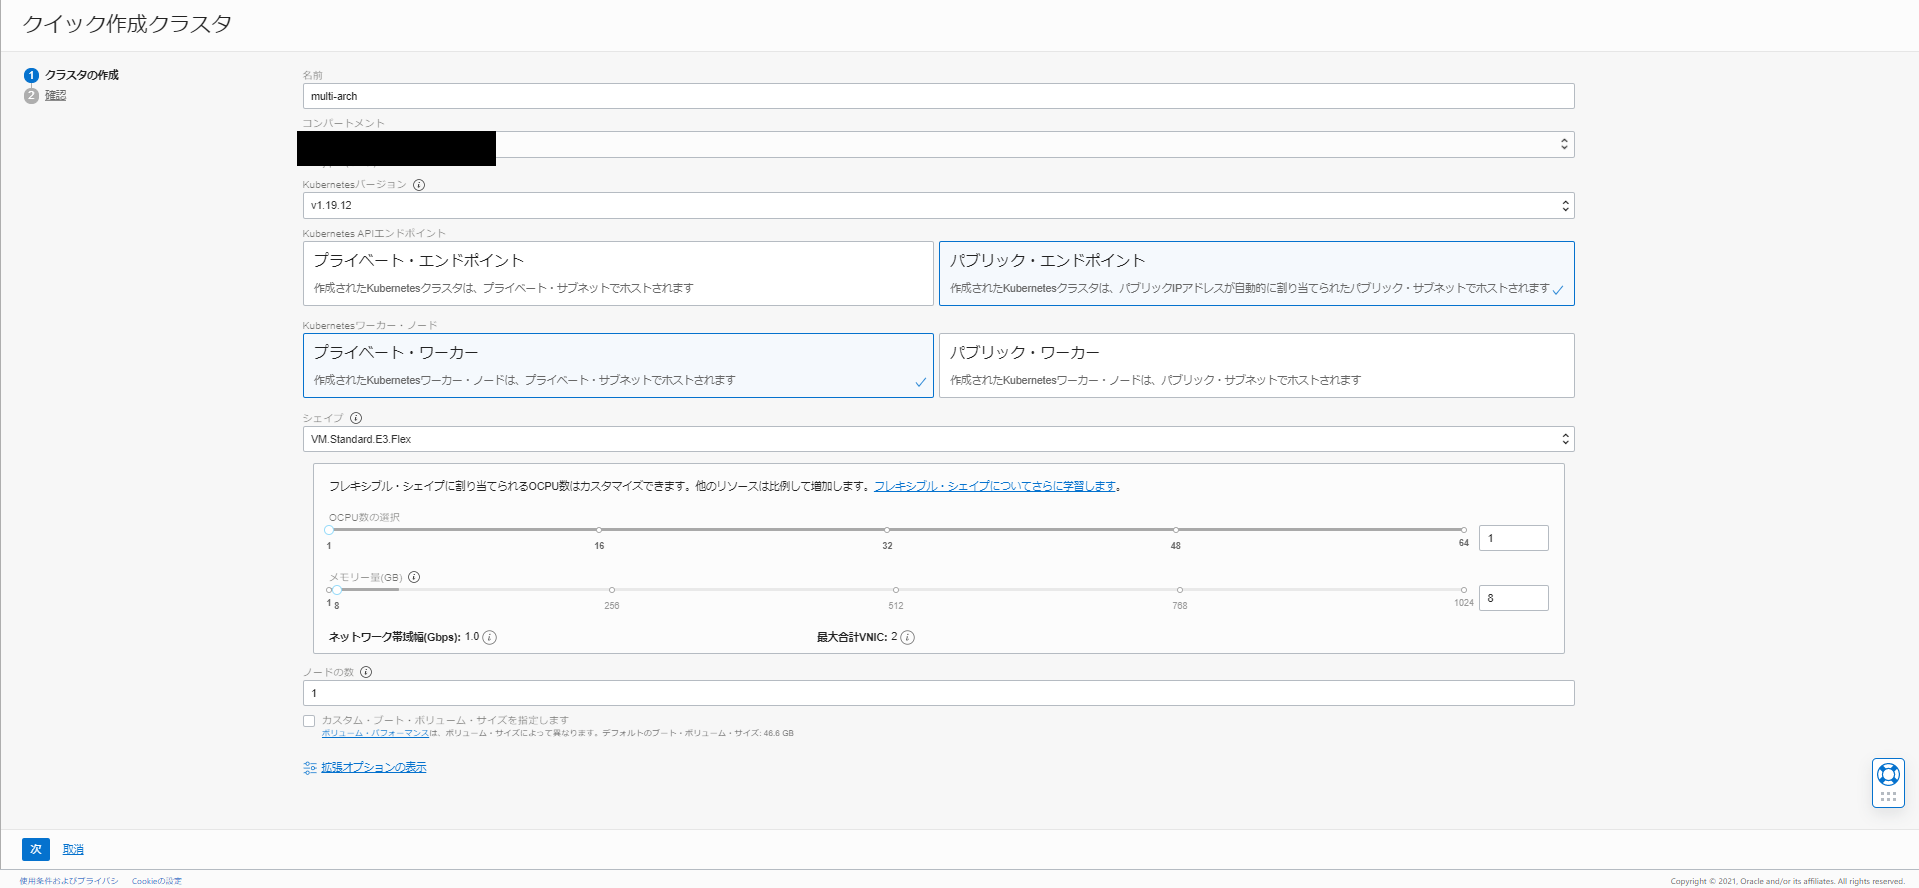 クイック作成クラスタ
1 クラスタの作成
2 確認
名前
multi-arch
コンパートメント
Kubernetesバージョン
v1.19.12
Kubernetes APIエンドポイント
プライベート・エンドポイント
作成されたKubernetesクラスタは、プライベート・サブネットでホストされます
パブリック・エンドポイント
作成されたKubernetesクラスタは、パブリックIPアドレスが自動的に割り当てられたパブリック・サブネットでホストされます
Kubernetesワーカー・ノード
プライベート・ワーカー
作成されたKubernetesワーカー・ノードは、プライベート・サブネットでホストされます
パブリック・ワーカー
作成されたKubernetesワーカー・ノードは、パブリック・サブネットでホストされます
シェイプ
VM.Standard.E3.Flex
フレキシブル・シェイプに割り当てられるOCPU数はカスタマイズできます。他のリソースは比例して増加します。フレキシブル・シェイプについてさらに学習します。
OCPU数の選択
1 16 32 48 64
1
メモリー量(GB)
1 8 256 512 768 1024
8
ネットワーク帯域幅(Gbps): 1.0
最大合計VNIC: 2
ノードの数
1
カスタム・ブート・ボリューム・サイズを指定します
ボリューム・パフォーマンスは、ボリューム・サイズによって異なります。デフォルトのブート・ボリューム・サイズ: 46.6 GB
拡張オプションの表示
次 取消
使用条件およびプライバシ Cookieの設定
Copyright © 2021, Oracle and/or its affiliates. All rights reserved.